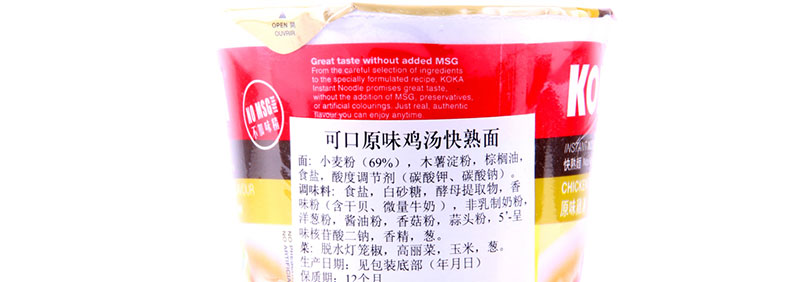 OPEN
OUVRIR
Great taste without added MSG
From the careful selection of ingredients
to the specially formulated recipe, KOKA
Instant Noodle promises great taste,
without the addition of MSG, preservatives,
or artificial colourings. Just real, authentic
flavour you can enjoy anytime.
NO MSG
不加味精
KO
INSTANT
快熟麺
CHICKEN
原味
可口原味鸡汤快熟面
面：小麦粉（69%），木薯淀粉，棕榈油，
食盐，酸度调节剂（碳酸钾、碳酸钠）。
调味料：食盐，白砂糖，酵母提取物，香
味粉（含干贝、微量牛奶），非乳制奶粉，
洋葱粉，酱油粉，香菇粉，蒜头粉，5'-呈
味核苷酸二钠，香精，葱。
菜：脱水灯笼椒，高丽菜，玉米，葱。
生产日期：见包装底部（年月日）
保质期：12个月